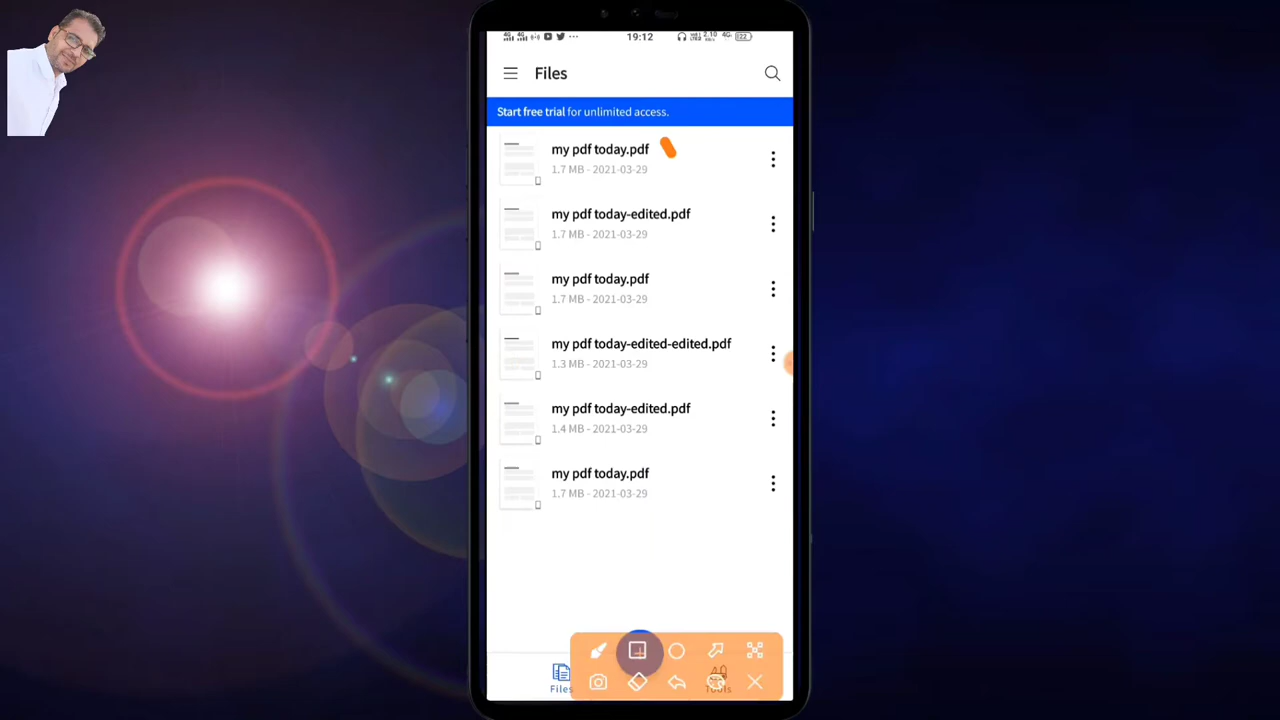 19:12
Files
Start free trial for unlimited access.
my pdf today.pdf
1.7 MB - 2021-03-29
my pdf today-edited.pdf
1.7 MB - 2021-03-29
my pdf today.pdf
1.7 MB - 2021-03-29
my pdf today-edited-edited.pdf
1.3 MB - 2021-03-29
my pdf today-edited.pdf
1.4 MB - 2021-03-29
my pdf today.pdf
1.7 MB - 2021-03-29
Files
Tools